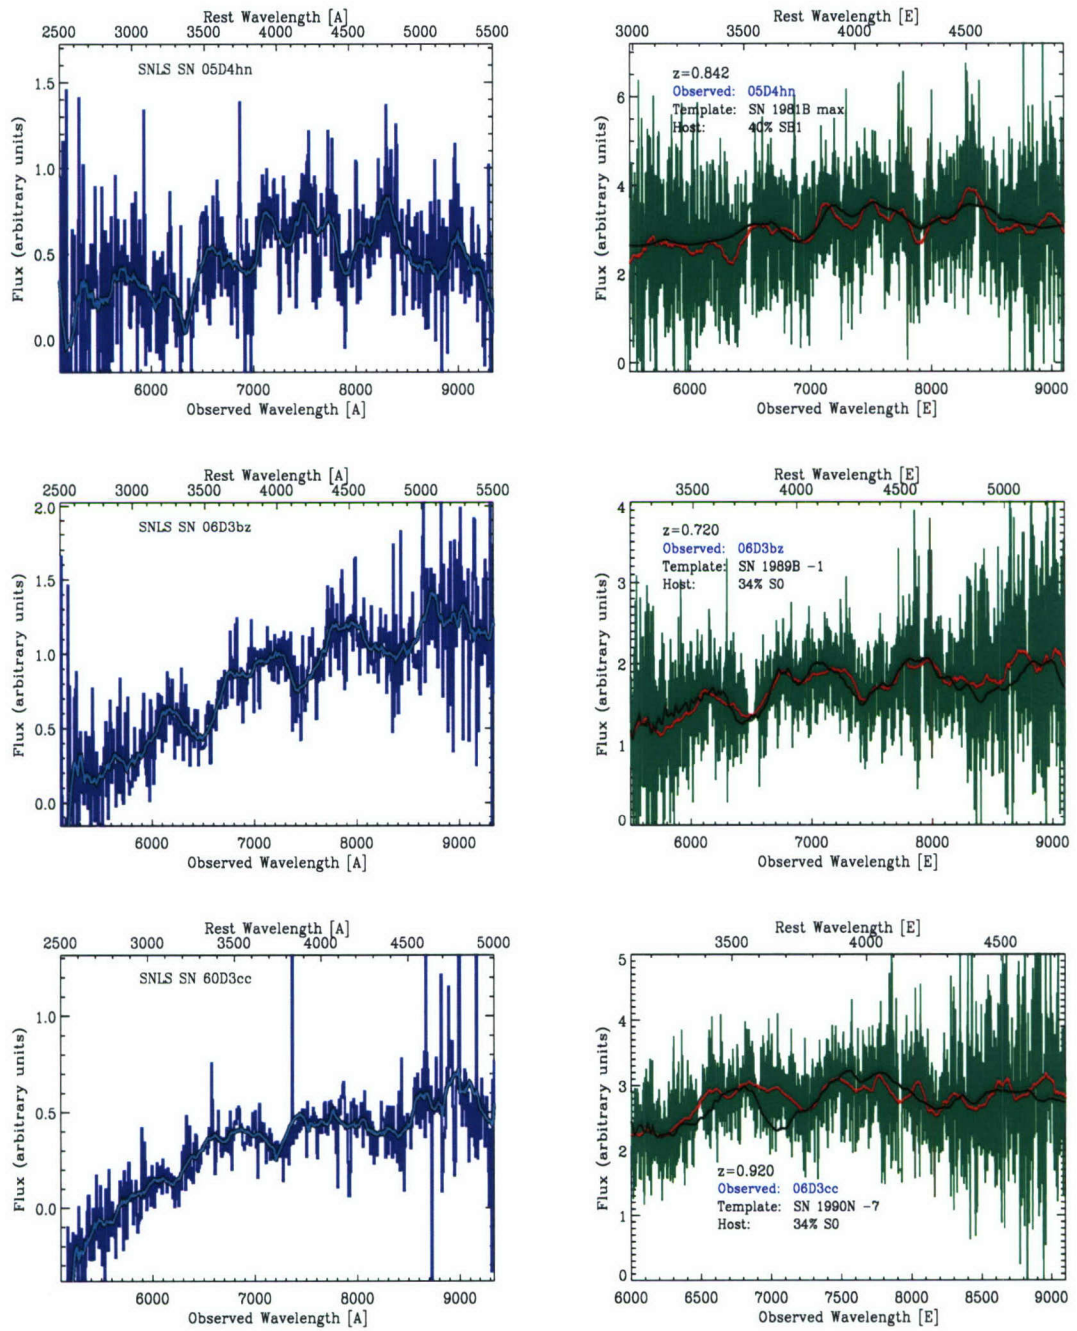 Rest Wavelength [A]
2500 3000 3500 4000 4500 5000 5500
SNLS SN 05D4hn
Flux (arbitrary units)
1.5
1.0
0.5
0.0
6000 7000 8000 9000
Observed Wavelength [A]
Rest Wavelength [E]
3000 3500 4000 4500
z=0.842
Observed: 05D4hn
Template: SN 1981B max
Host: 40% SB1
Flux (arbitrary units)
6
4
2
0
6000 7000 8000 9000
Observed Wavelength [E]
Rest Wavelength [A]
2500 3000 3500 4000 4500 5000 5500
SNLS SN 06D3bz
Flux (arbitrary units)
2.0
1.5
1.0
0.5
0.0
6000 7000 8000 9000
Observed Wavelength [A]
Rest Wavelength [E]
3500 4000 4500 5000
z=0.720
Observed: 06D3bz
Template: SN 1989B -1
Host: 34% S0
Flux (arbitrary units)
4
3
2
1
0
6000 7000 8000 9000
Observed Wavelength [E]
Rest Wavelength [A]
2500 3000 3500 4000 4500 5000
SNLS SN 60D3cc
Flux (arbitrary units)
1.0
0.5
0.0
6000 7000 8000 9000
Observed Wavelength [A]
Rest Wavelength [E]
3500 4000 4500
Flux (arbitrary units)
5
4
3
2
1
0
z=0.920
Observed: 06D3cc
Template: SN 1990N -7
Host: 34% S0
6000 6500 7000 7500 8000 8500 9000
Observed Wavelength [E]